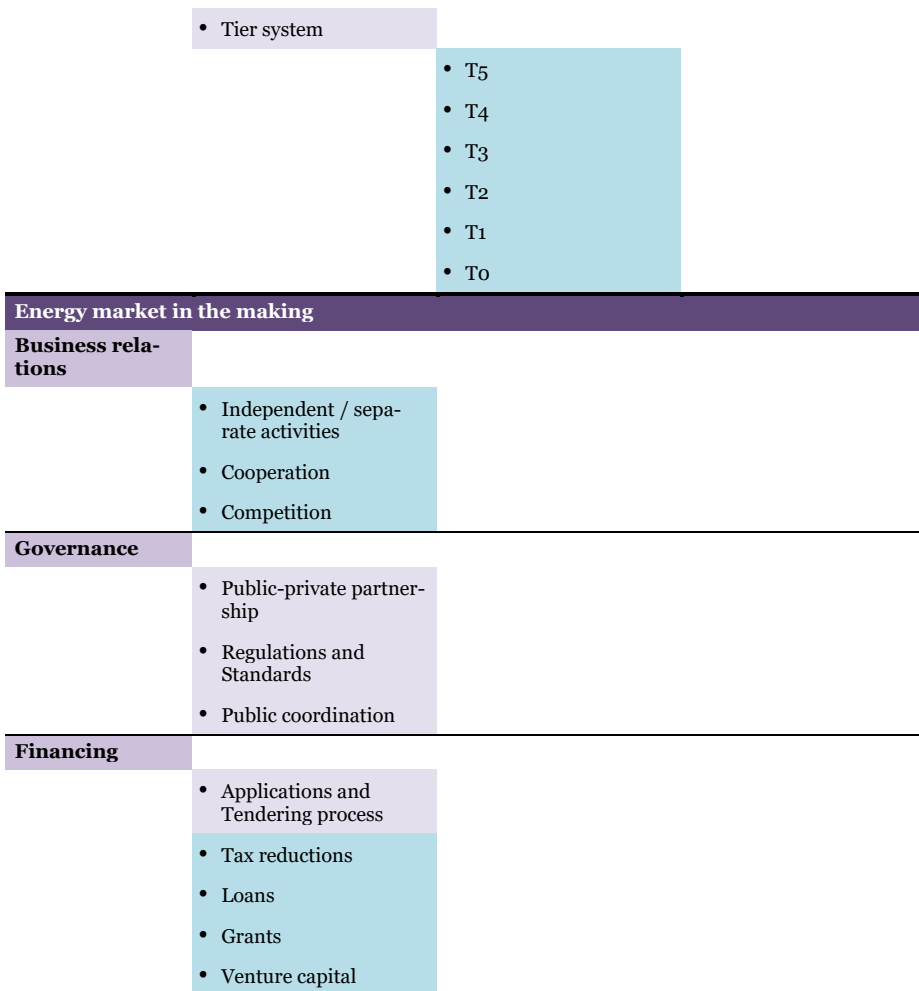 • Tier system
• T5
• T4
• T3
• T2
• T1
• T0
Energy market in the making
Business rela-
tions
• Independent / sepa-
rate activities
• Cooperation
• Competition
Governance
• Public-private partner-
ship
• Regulations and
Standards
• Public coordination
Financing
• Applications and
Tendering process
• Tax reductions
• Loans
• Grants
• Venture capital